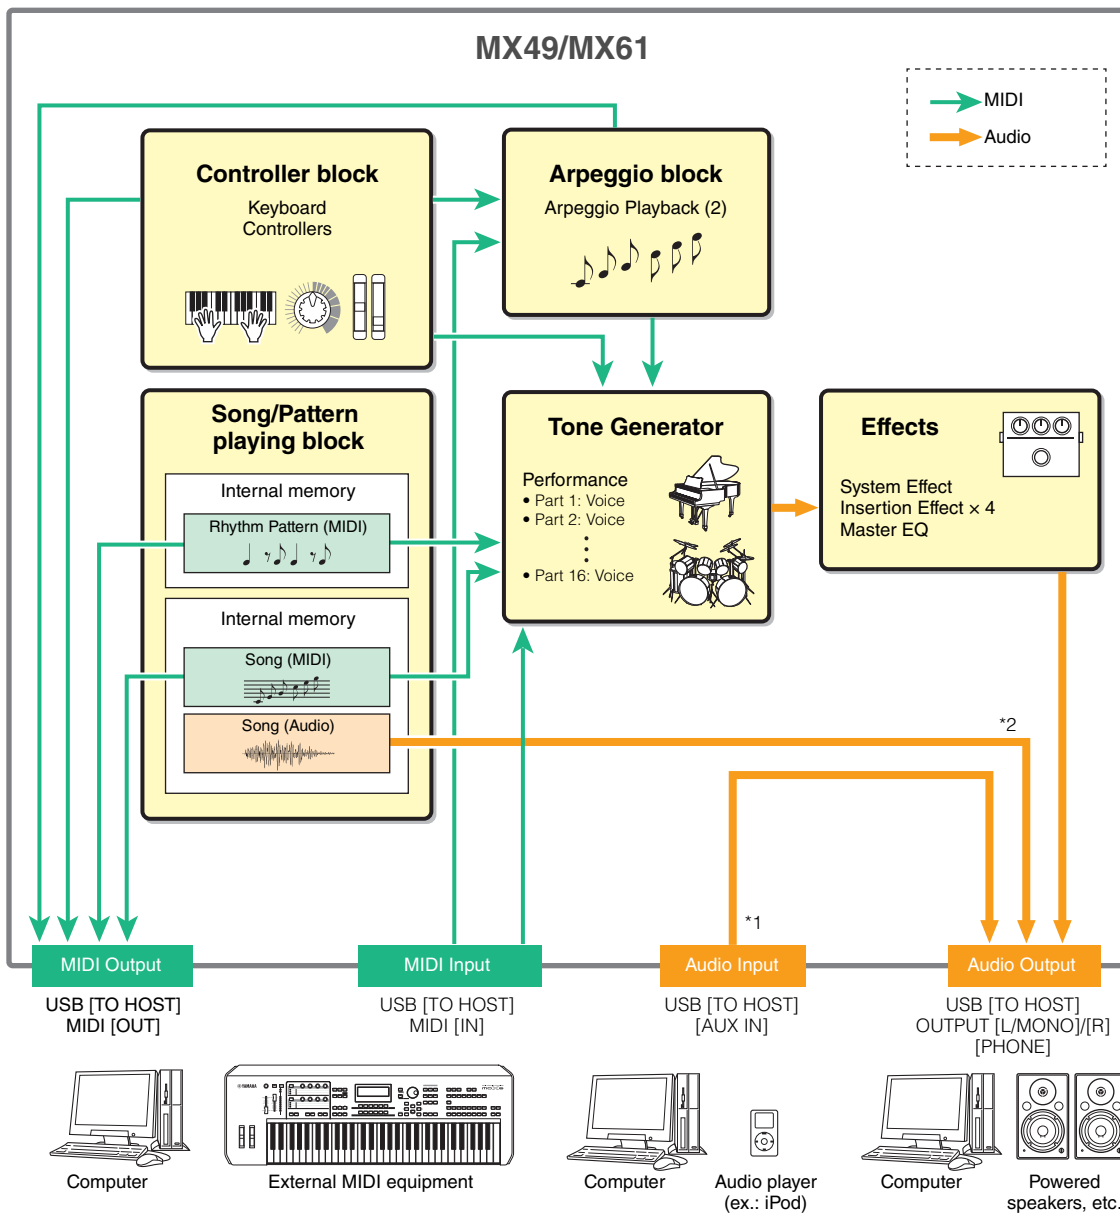 MX49/MX61
MIDI
Audio
Controller block
Keyboard
Controllers
Arpeggio block
Arpeggio Playback (2)
Song/Pattern
playing block
Internal memory
Rhythm Pattern (MIDI)
Internal memory
Song (MIDI)
Song (Audio)
Tone Generator
Performance
• Part 1: Voice
• Part 2: Voice
• Part 16: Voice
Effects
System Effect
Insertion Effect × 4
Master EQ
*2
*1
MIDI Output
MIDI Input
Audio Input
Audio Output
USB [TO HOST]
MIDI [OUT]
USB [TO HOST]
MIDI [IN]
USB [TO HOST]
[AUX IN]
USB [TO HOST]
OUTPUT [L/MONO]/[R]
[PHONE]
YAMAHA
Computer
External MIDI equipment
Computer
Audio player
(ex.: iPod)
Computer
Powered
speakers, etc.